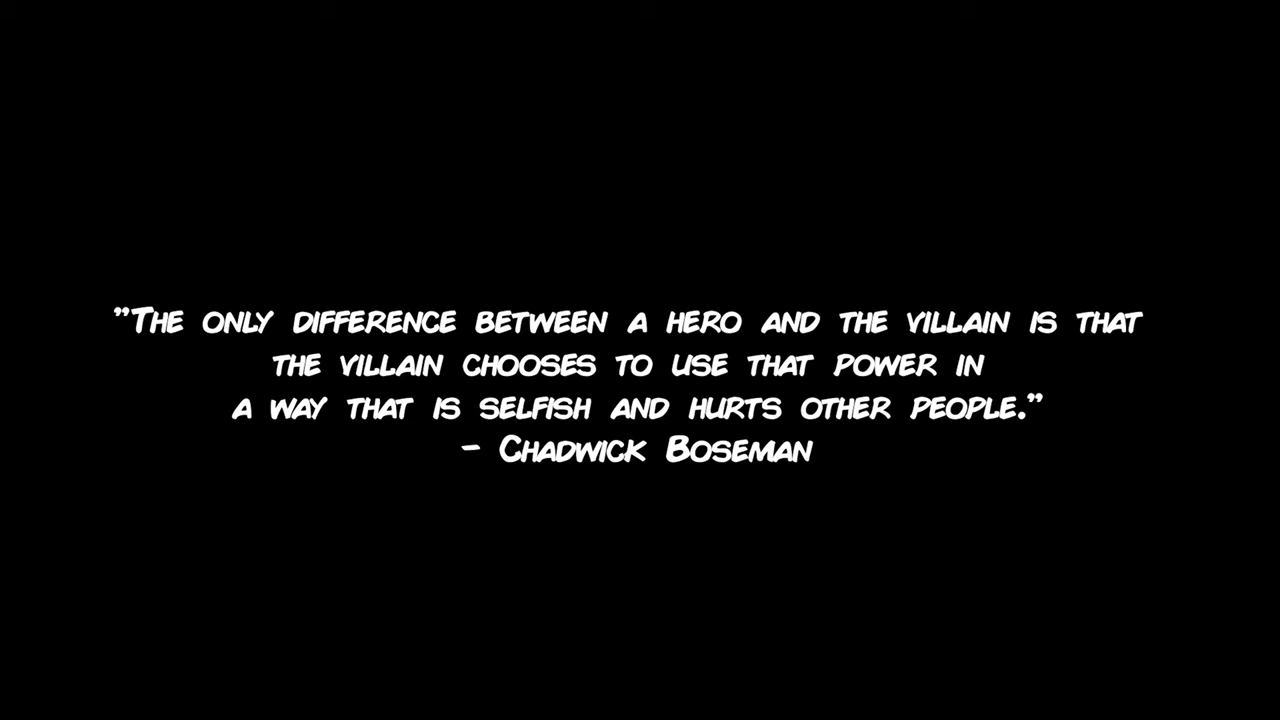 "The only difference between a hero and the villain is that
the villain chooses to use that power in
a way that is selfish and hurts other people."
- Chadwick Boseman